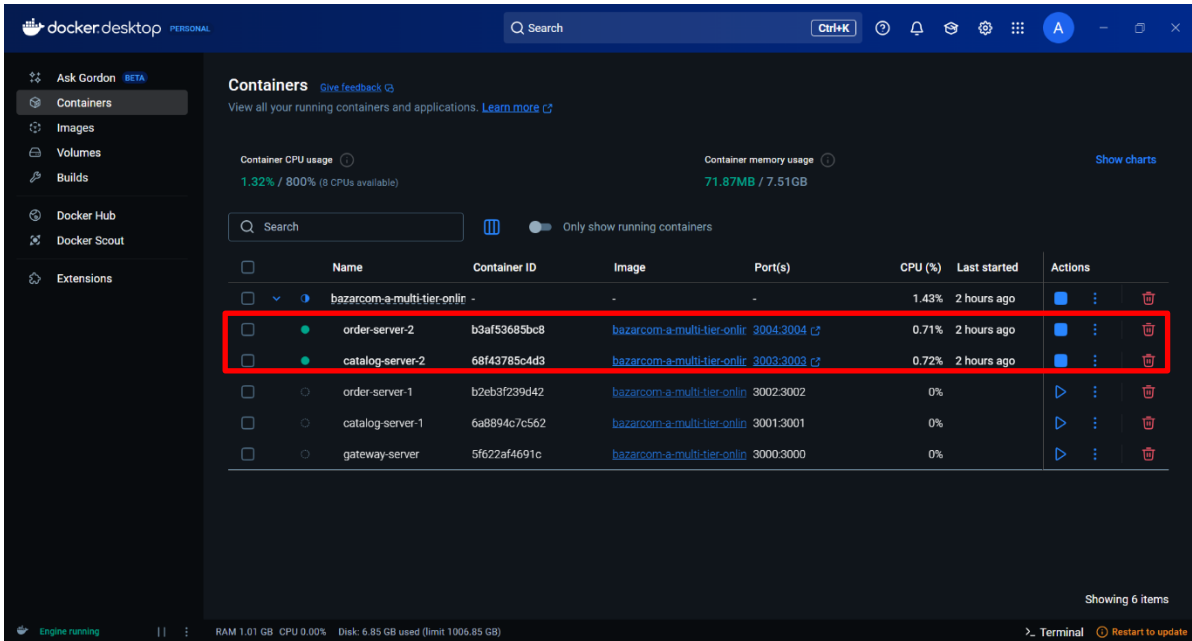 docker.desktop PERSONAL Search Ctrl+K A
Ask Gordon BETA
Containers
Images
Volumes
Builds
Docker Hub
Docker Scout
Extensions
Containers Give feedback
View all your running containers and applications. Learn more
Container CPU usage
1.32% / 800% (8 CPUs available)
Container memory usage
71.87MB / 7.51GB
Show charts
Search Only show running containers
Name Container ID Image Port(s) CPU (%) Last started Actions
bazarcom-a-multi-tier-onlin - - - 1.43% 2 hours ago
order-server-2 b3af53685bc8 bazarcom-a-multi-tier-onlin 3004:3004 0.71% 2 hours ago
catalog-server-2 68f43785c4d3 bazarcom-a-multi-tier-onlin 3003:3003 0.72% 2 hours ago
order-server-1 b2eb3f239d42 bazarcom-a-multi-tier-onlin 3002:3002 0%
catalog-server-1 6a8894c7c562 bazarcom-a-multi-tier-onlin 3001:3001 0%
gateway-server 5f622af4691c bazarcom-a-multi-tier-onlin 3000:3000 0%
Showing 6 items
Engine running RAM 1.01 GB CPU 0.00% Disk: 6.85 GB used (limit 1006.85 GB) >_ Terminal Restart to update